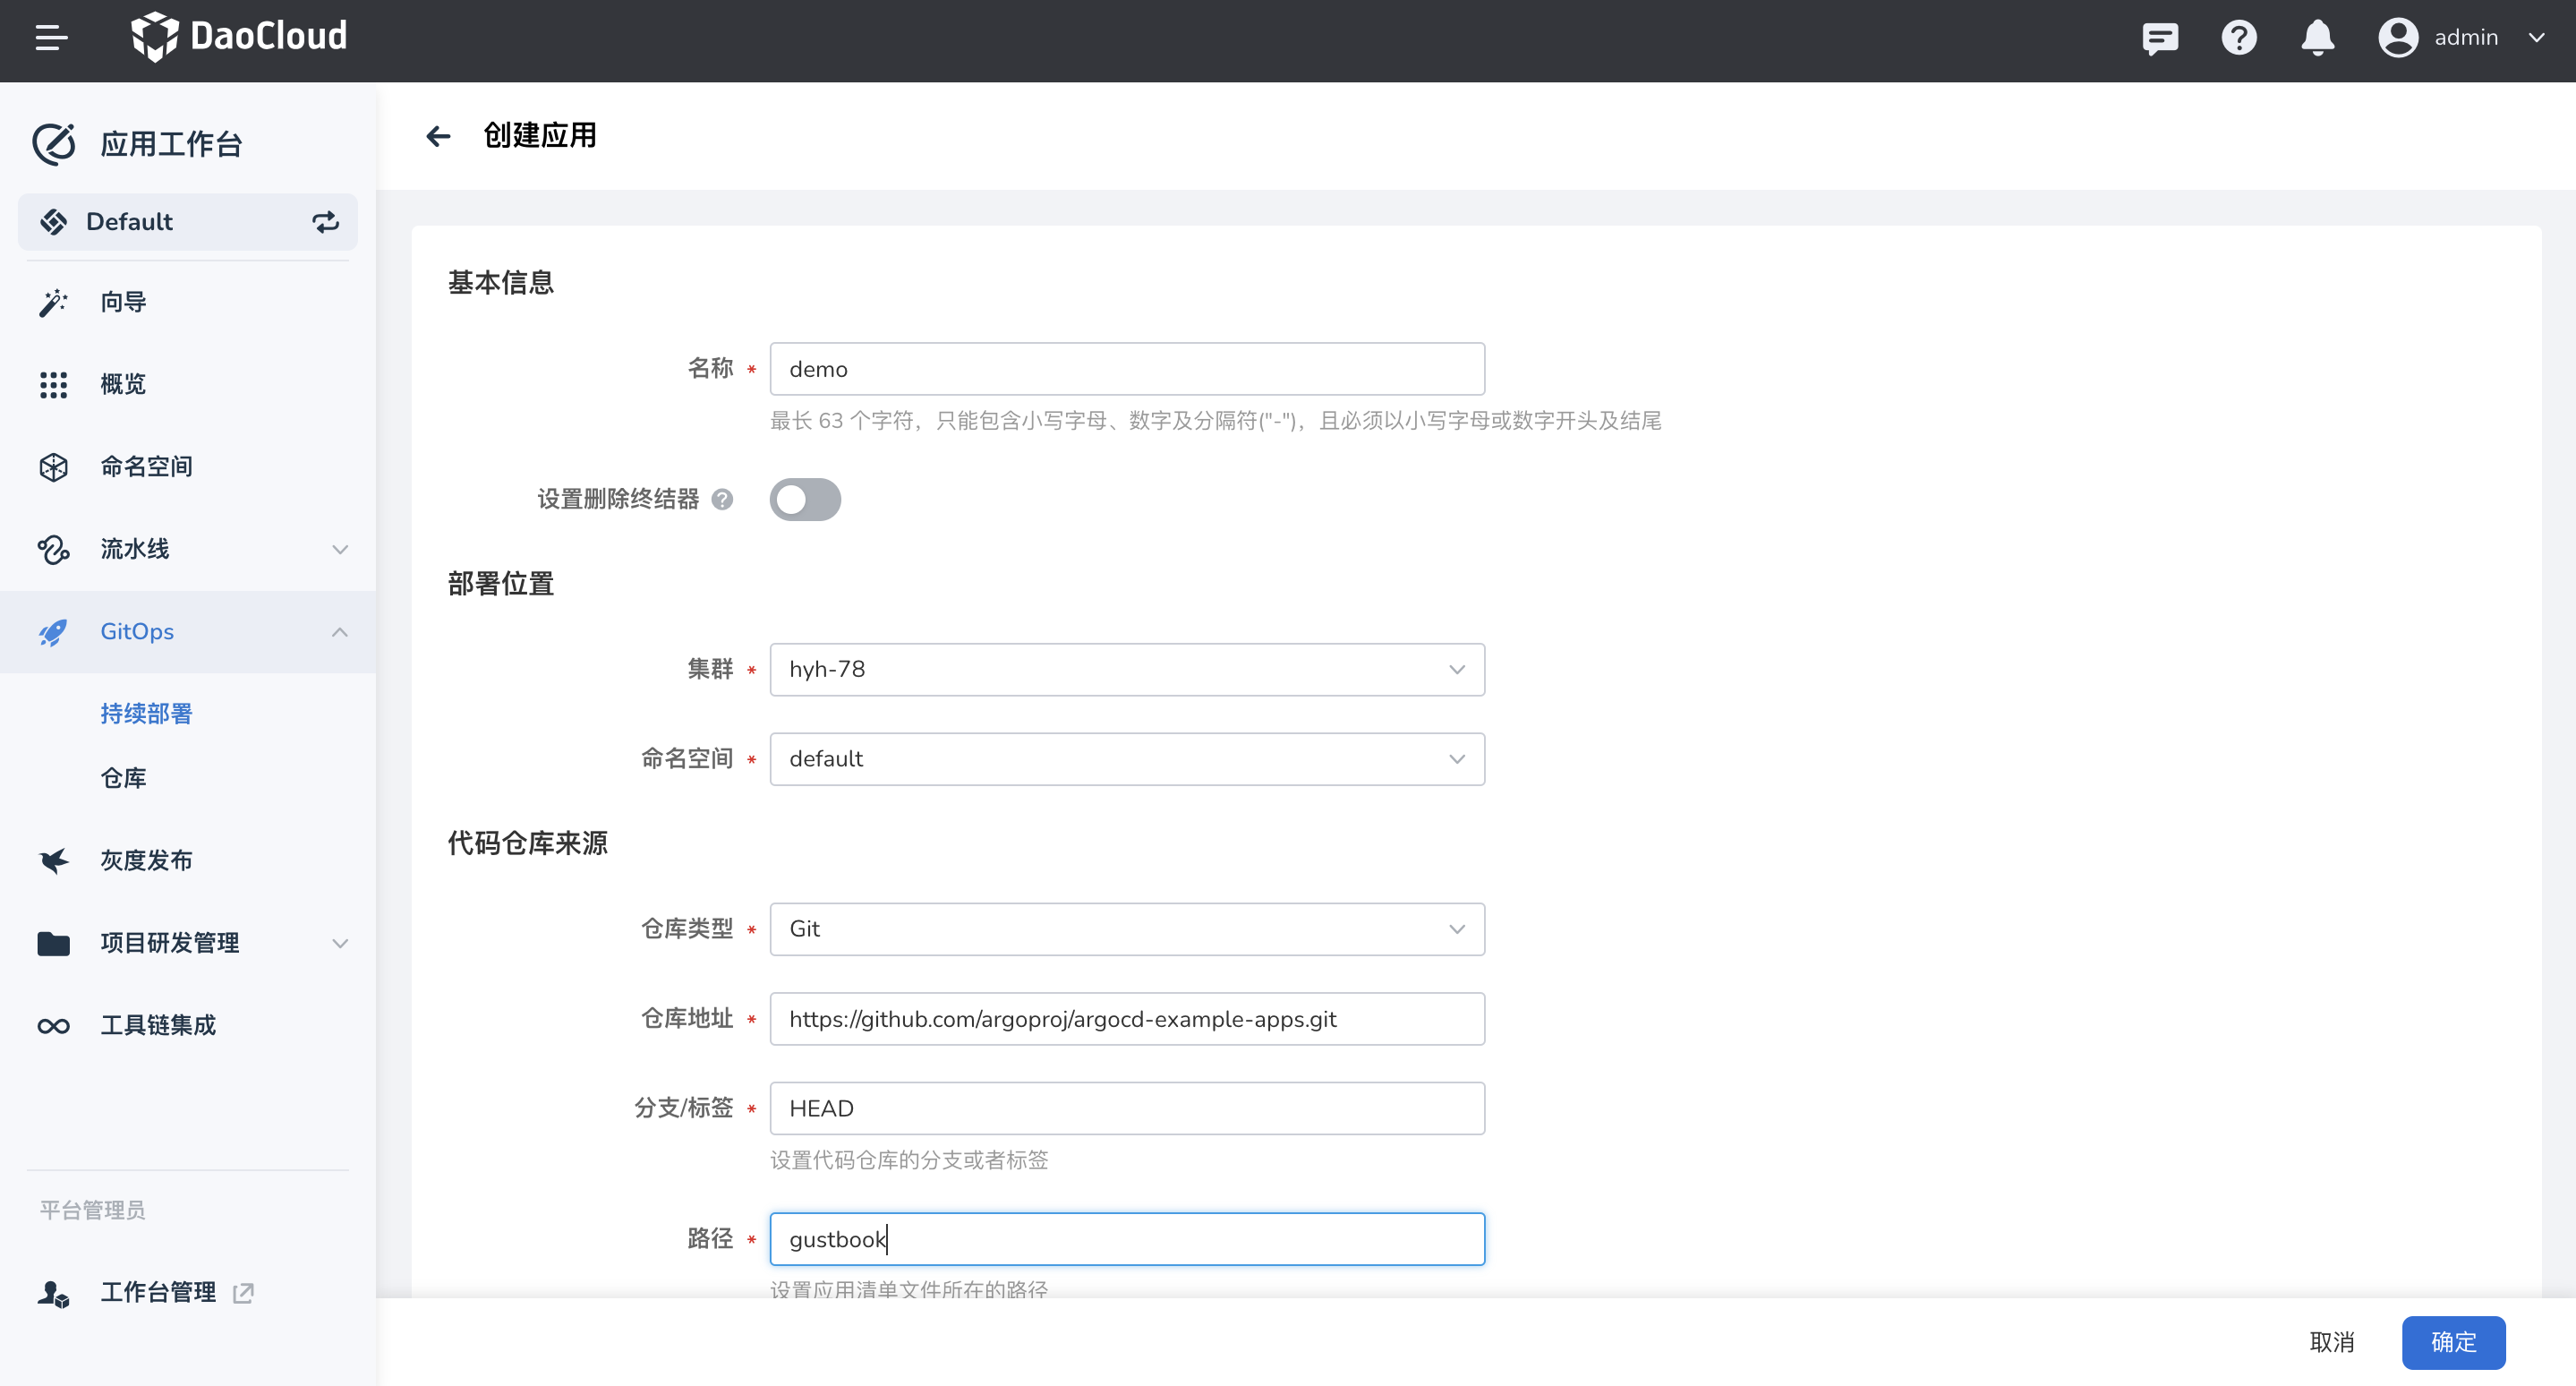 DaoCloud
admin
应用工作台
Default
向导
概览
命名空间
流水线
GitOps
持续部署
仓库
灰度发布
项目研发管理
工具链集成
平台管理员
工作台管理
创建应用
基本信息
名称 * demo
最长 63 个字符，只能包含小写字母、数字及分隔符("-")，且必须以小写字母或数字开头及结尾
设置删除终结器
部署位置
集群 * hyh-78
命名空间 * default
代码仓库来源
仓库类型 * Git
仓库地址 * https://github.com/argoproj/argocd-example-apps.git
分支/标签 * HEAD
设置代码仓库的分支或者标签
路径 * gustbook
设置应用清单文件所在的路径
取消
确定